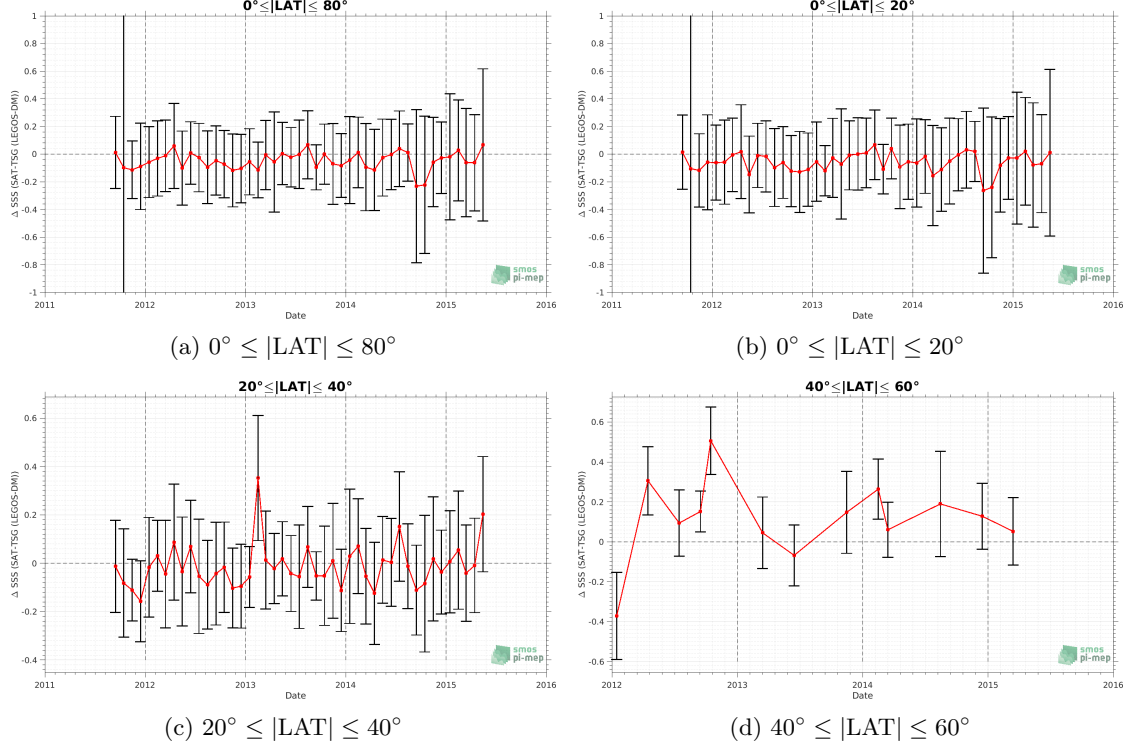 0°≤|LAT|≤ 80°
Δ SSS (SAT-TSG (LEGOS-DM))
1
0.8
0.6
0.4
0.2
0
-0.2
-0.4
-0.6
-0.8
-1
2011 2012 2013 2014 2015 2016
Date
smos
pi-mep
(a) 0° ≤ |LAT| ≤ 80°
0°≤|LAT|≤ 20°
Δ SSS (SAT-TSG (LEGOS-DM))
1
0.8
0.6
0.4
0.2
0
-0.2
-0.4
-0.6
-0.8
-1
2011 2012 2013 2014 2015 2016
Date
smos
pi-mep
(b) 0° ≤ |LAT| ≤ 20°
20°≤|LAT|≤ 40°
Δ SSS (SAT-TSG (LEGOS-DM))
0.6
0.4
0.2
0
-0.2
-0.4
2011 2012 2013 2014 2015 2016
Date
smos
pi-mep
(c) 20° ≤ |LAT| ≤ 40°
40°≤|LAT|≤ 60°
Δ SSS (SAT-TSG (LEGOS-DM))
0.6
0.4
0.2
0
-0.2
-0.4
-0.6
2012 2013 2014 2015 2016
Date
smos
pi-mep
(d) 40° ≤ |LAT| ≤ 60°